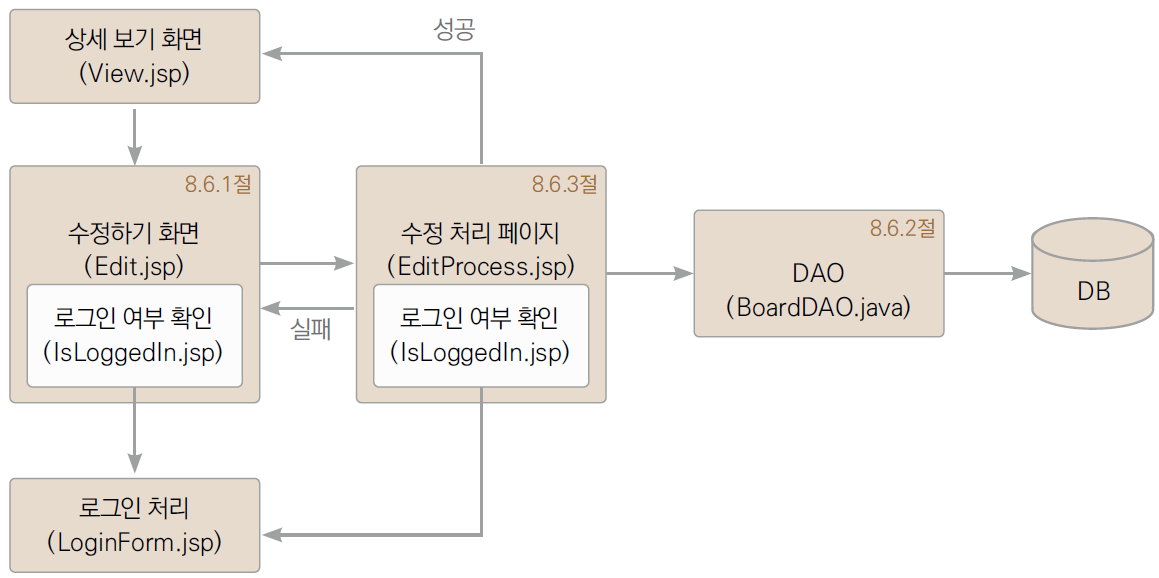 상세 보기 화면
(View.jsp)
성공
8.6.1절
수정하기 화면
(Edit.jsp)
로그인 여부 확인
(IsLoggedIn.jsp)
실패
8.6.3절
수정 처리 페이지
(EditProcess.jsp)
로그인 여부 확인
(IsLoggedIn.jsp)
8.6.2절
DAO
(BoardDAO.java)
DB
로그인 처리
(LoginForm.jsp)